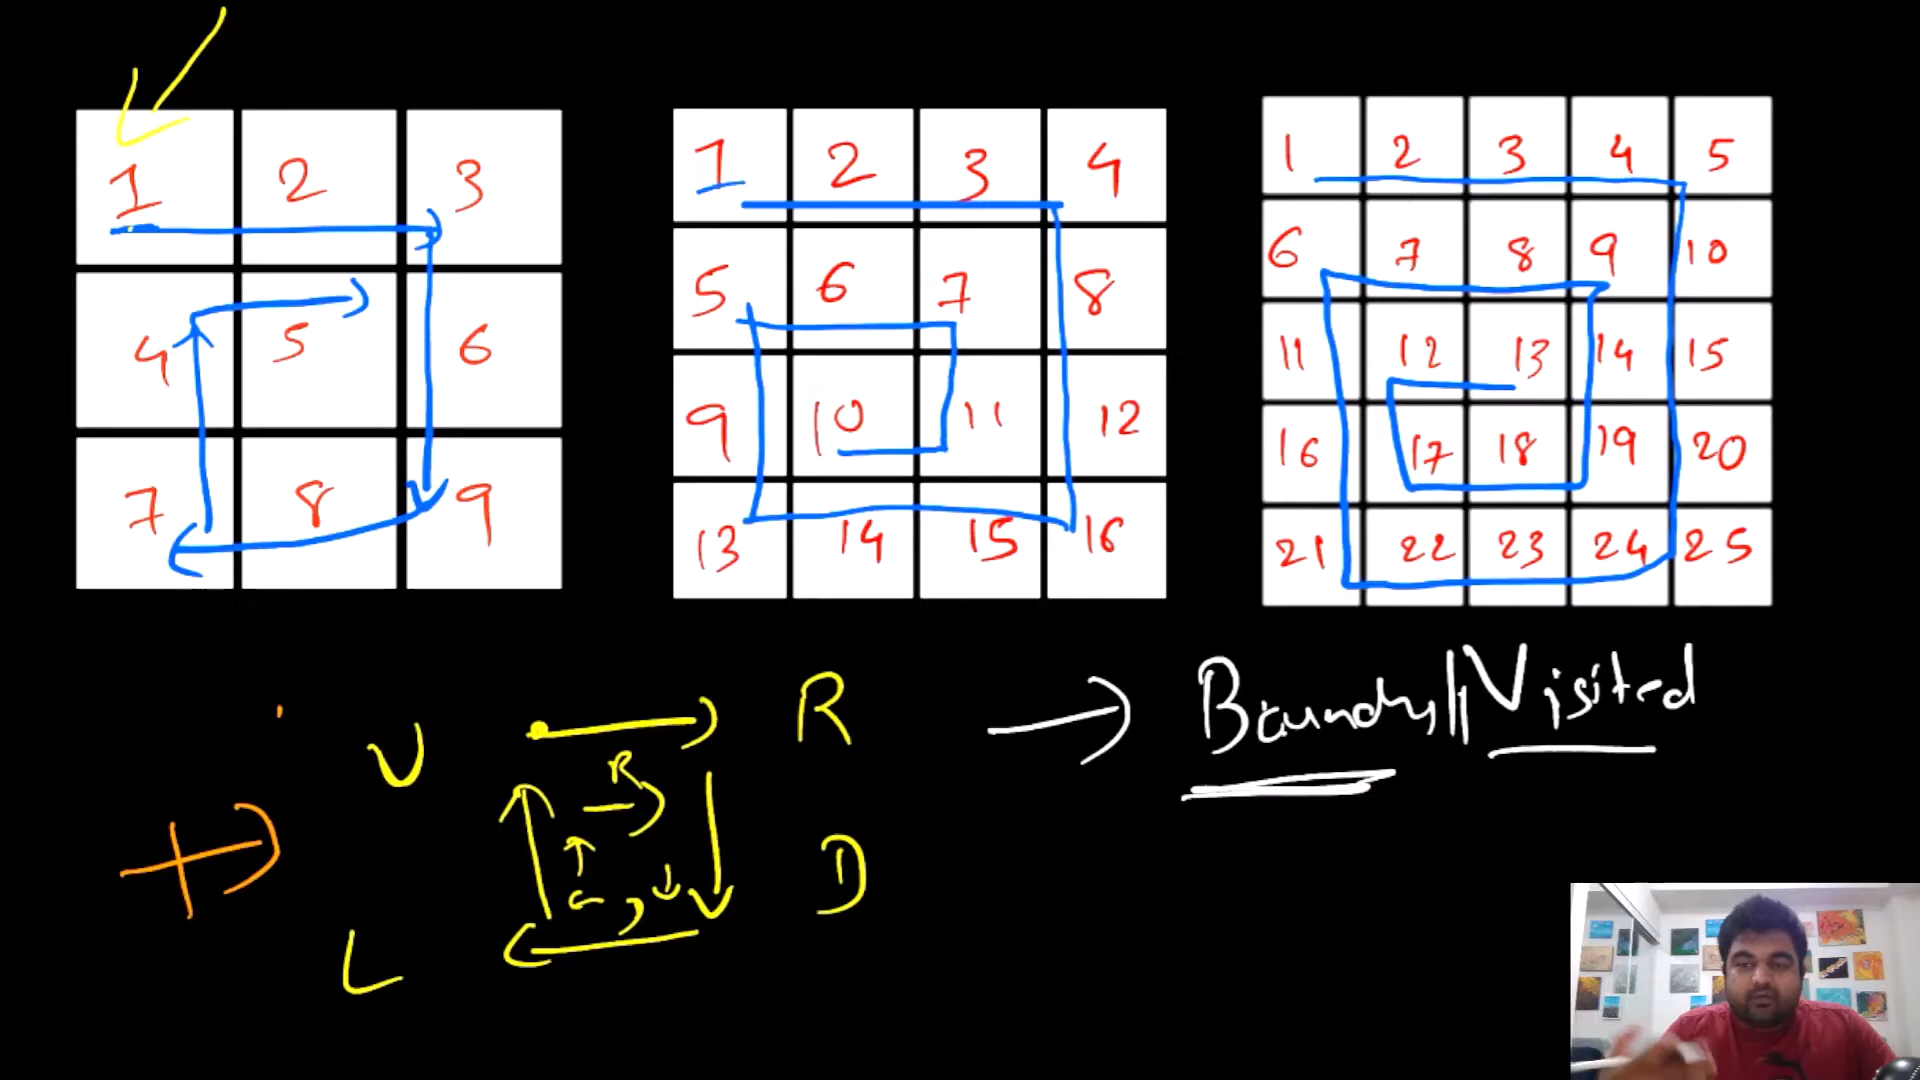 1 2 3
4 5 6
7 8 9
1 2 3 4
5 6 7 8
9 10 11 12
13 14 15 16
1 2 3 4 5
6 7 8 9 10
11 12 13 14 15
16 17 18 19 20
21 22 23 24 25
U R
R
L D
Boundry || Visited